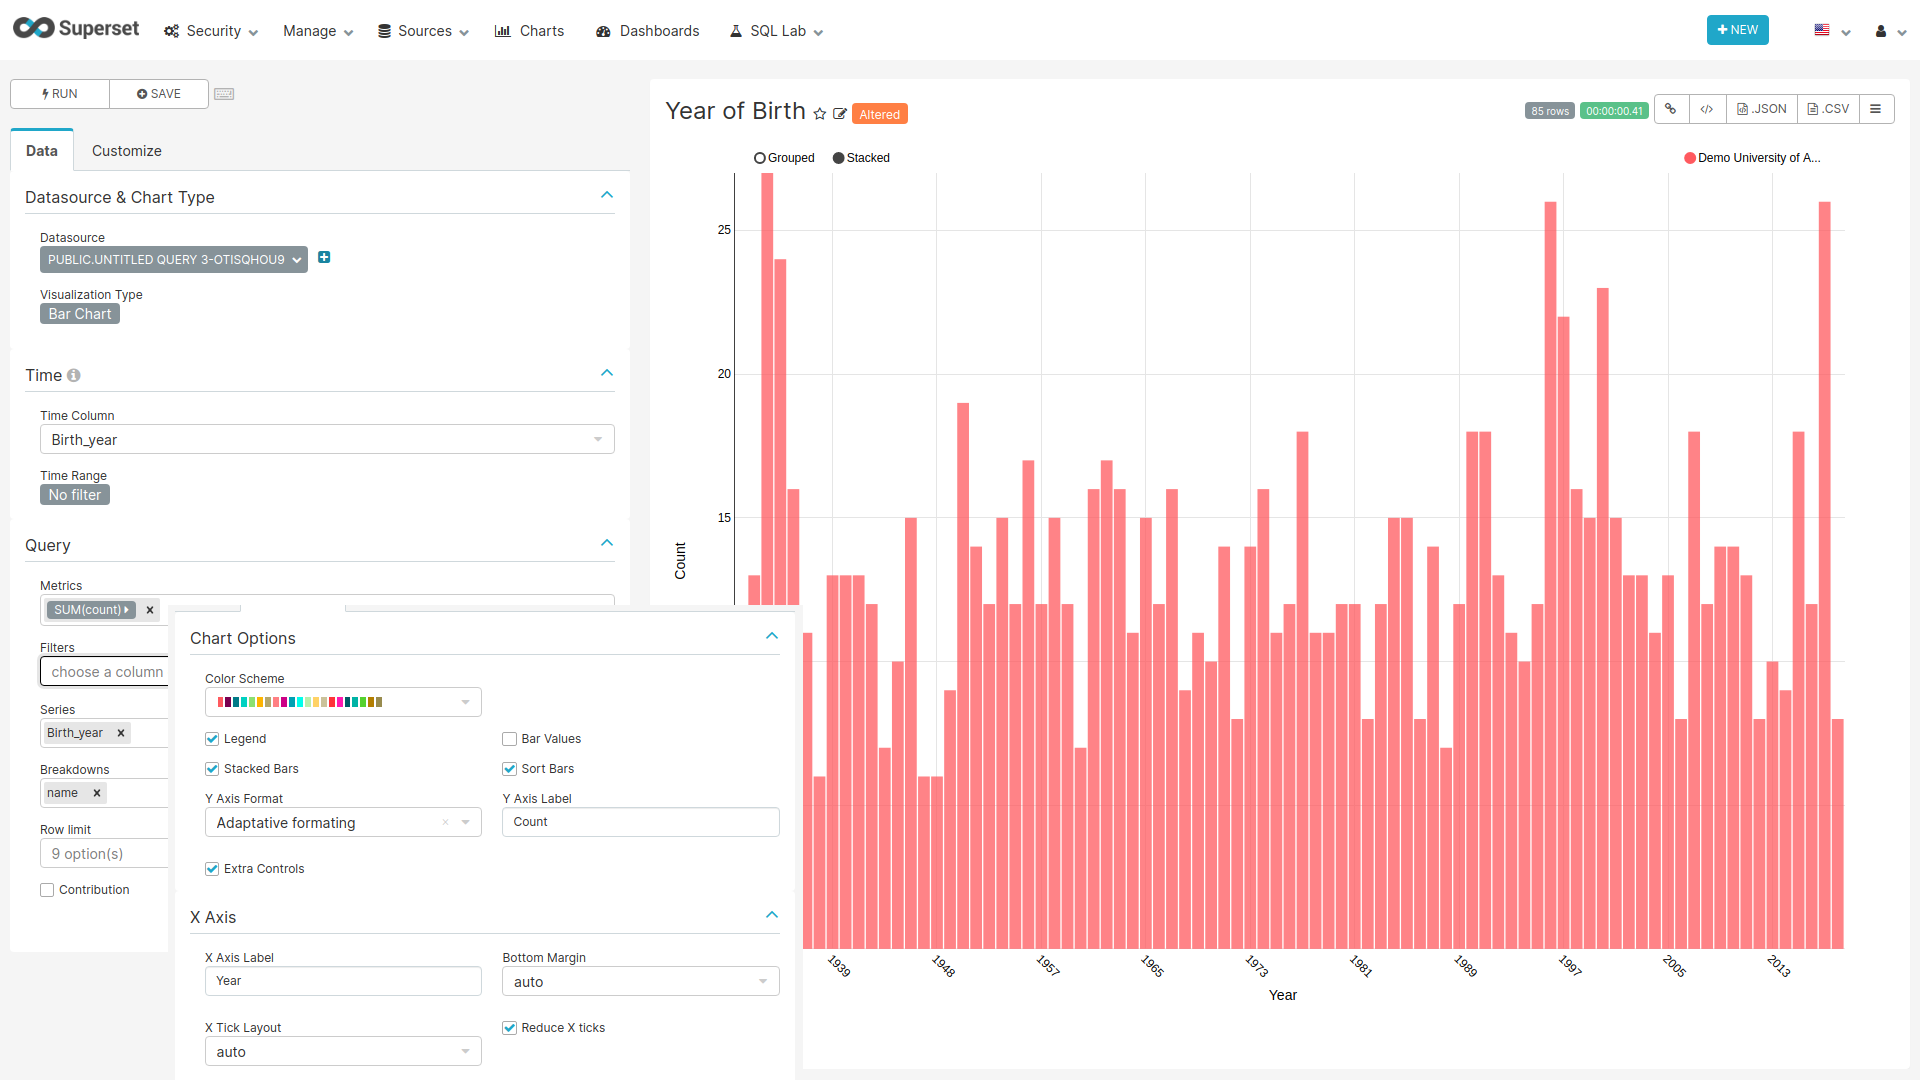 Superset Security Manage Sources Charts Dashboards SQL Lab + NEW
RUN SAVE
Data Customize
Datasource & Chart Type
Datasource
PUBLIC.UNTITLED QUERY 3-OTISQHOU9
Visualization Type
Bar Chart
Time
Time Column
Birth_year
Time Range
No filter
Query
Metrics
SUM(count)
Filters
choose a column
Series
Birth_year
Breakdowns
name
Row limit
9 option(s)
Contribution
Chart Options
Color Scheme
Legend Bar Values
Stacked Bars Sort Bars
Y Axis Format Y Axis Label
Adaptative formating × Count
Extra Controls
X Axis
X Axis Label Bottom Margin
Year auto
X Tick Layout Reduce X ticks
auto
Year of Birth Altered 85 rows 00:00:00.41 </> .JSON .CSV
Grouped Stacked Demo University of A...
25
20
15
Count
1939 1948 1957 1965 1973 1981 1989 1997 2005 2013
Year